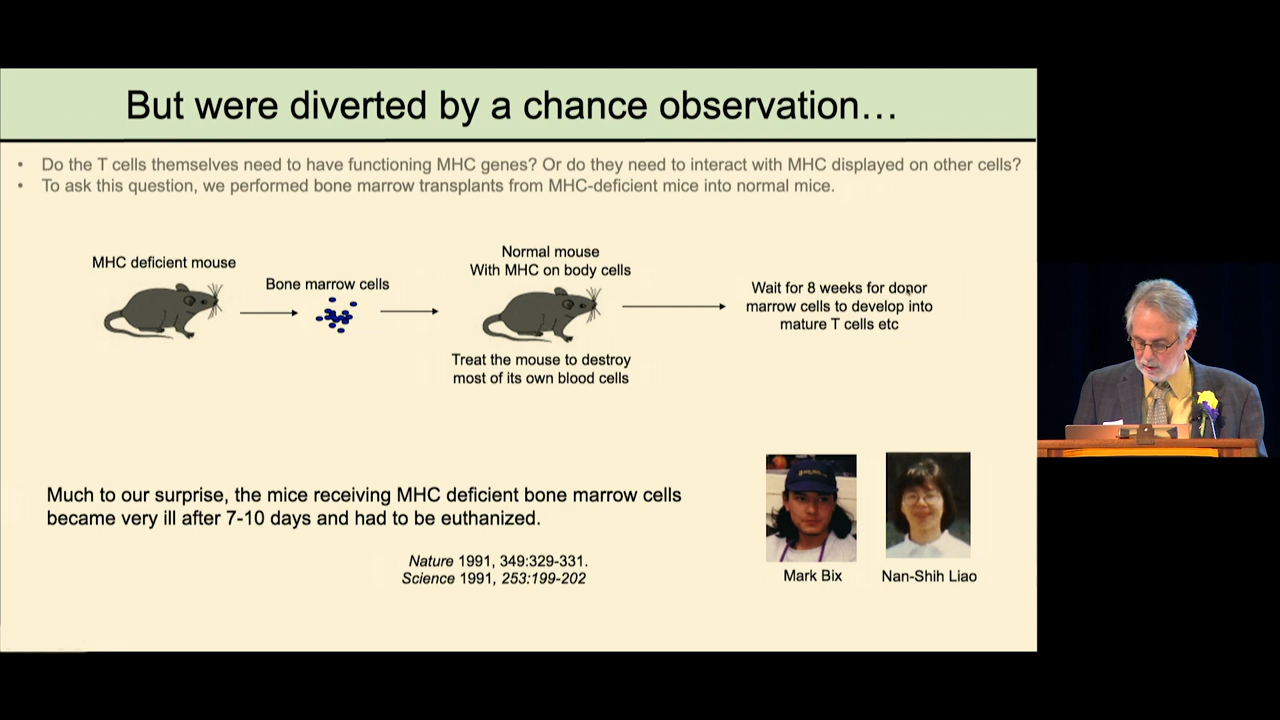 But were diverted by a chance observation…
• Do the T cells themselves need to have functioning MHC genes? Or do they need to interact with MHC displayed on other cells?
• To ask this question, we performed bone marrow transplants from MHC-deficient mice into normal mice.
MHC deficient mouse
Bone marrow cells
Normal mouse
With MHC on body cells
Treat the mouse to destroy
most of its own blood cells
Wait for 8 weeks for donor
marrow cells to develop into
mature T cells etc
Much to our surprise, the mice receiving MHC deficient bone marrow cells
became very ill after 7-10 days and had to be euthanized.
Nature 1991, 349:329-331.
Science 1991, 253:199-202
Mark Bix
Nan-Shih Liao